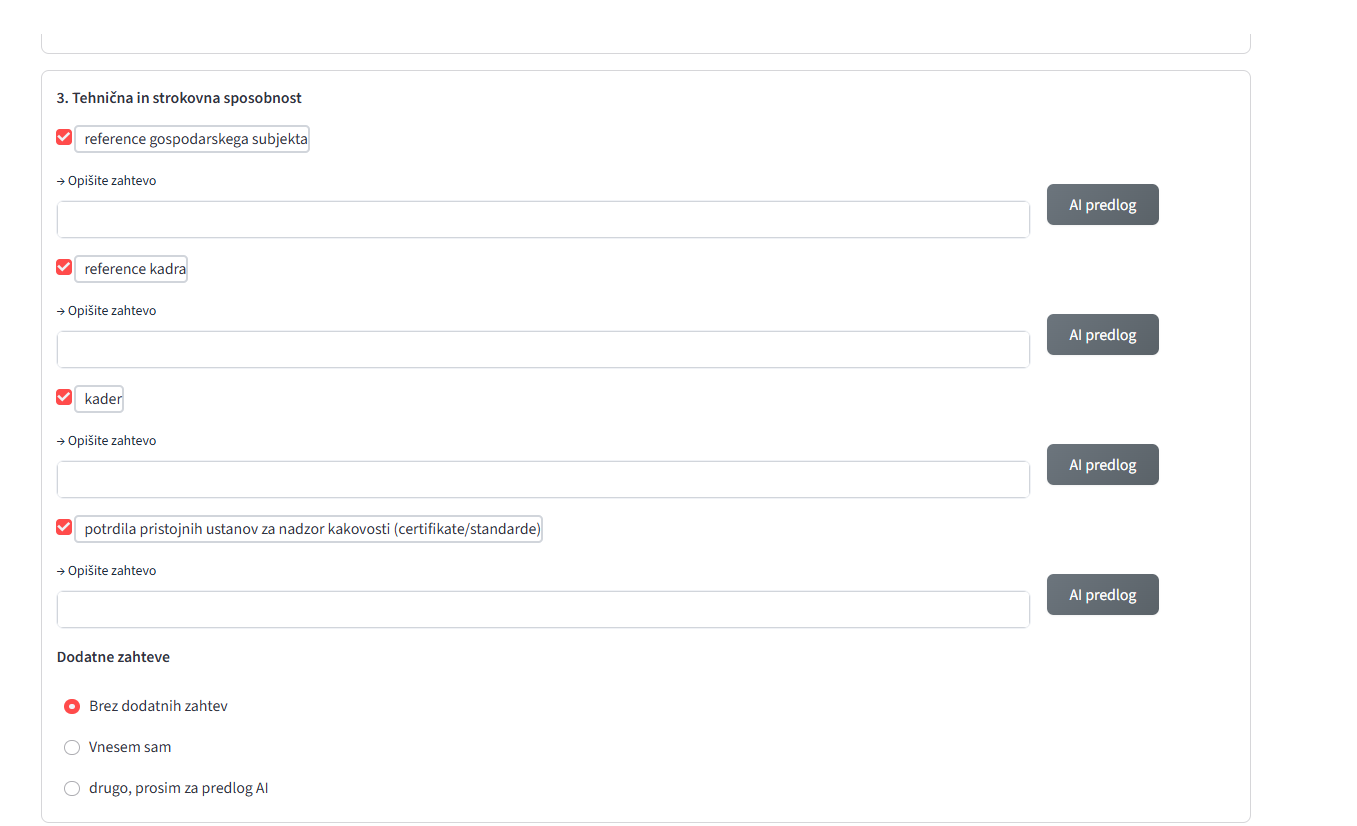 3. Tehnična in strokovna sposobnost
reference gospodarskega subjekta
→ Opišite zahtevo
AI predlog
reference kadra
→ Opišite zahtevo
AI predlog
kader
→ Opišite zahtevo
AI predlog
potrdila pristojnih ustanov za nadzor kakovosti (certifikate/standarde)
→ Opišite zahtevo
AI predlog
Dodatne zahteve
Brez dodatnih zahtev
Vnesem sam
drugo, prosim za predlog AI